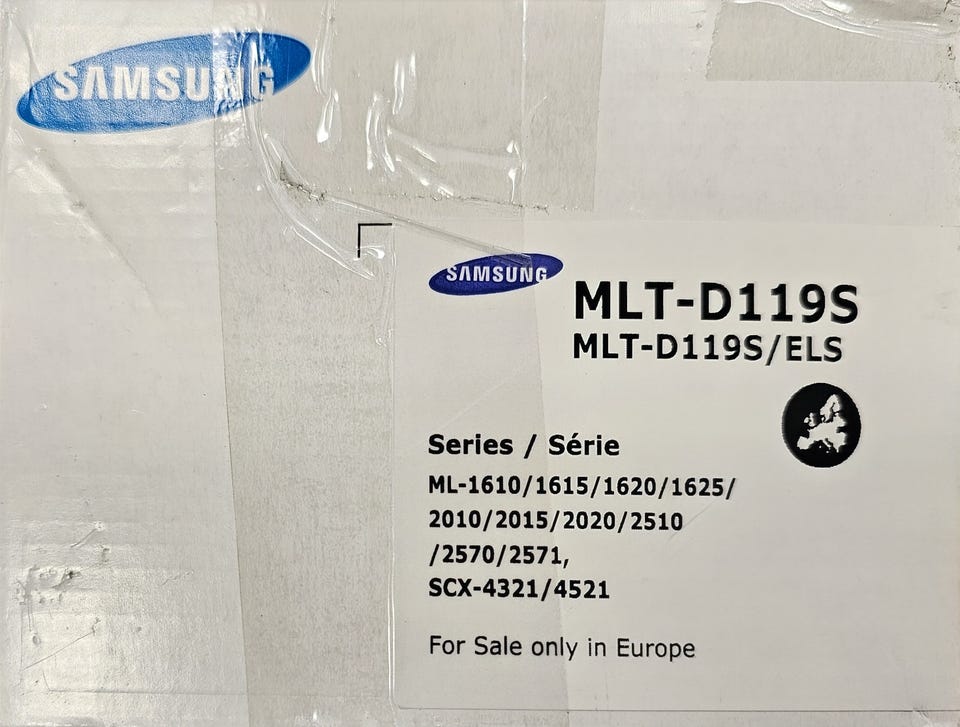 SAMSUNG
SAMSUNG
MLT-D119S
MLT-D119S/ELS
Series / Série
ML-1610/1615/1620/1625/
2010/2015/2020/2510
/2570/2571,
SCX-4321/4521
For Sale only in Europe